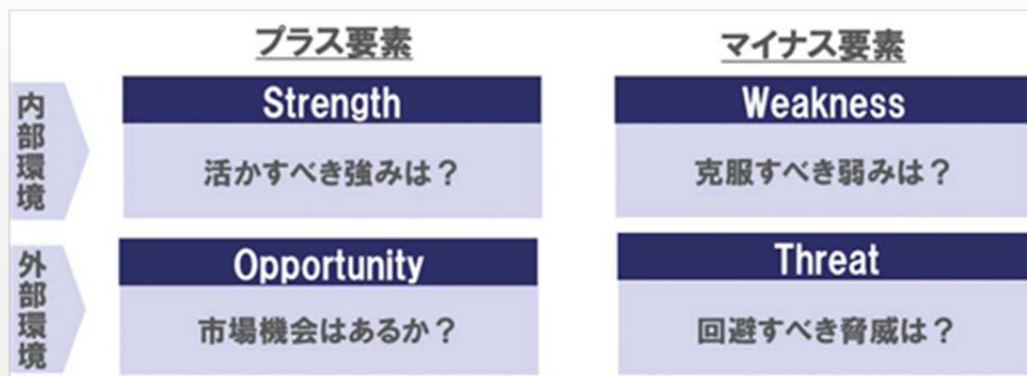 プラス要素
マイナス要素
内部環境
Strength
活かすべき強みは？
Weakness
克服すべき弱みは？
外部環境
Opportunity
市場機会はあるか？
Threat
回避すべき脅威は？